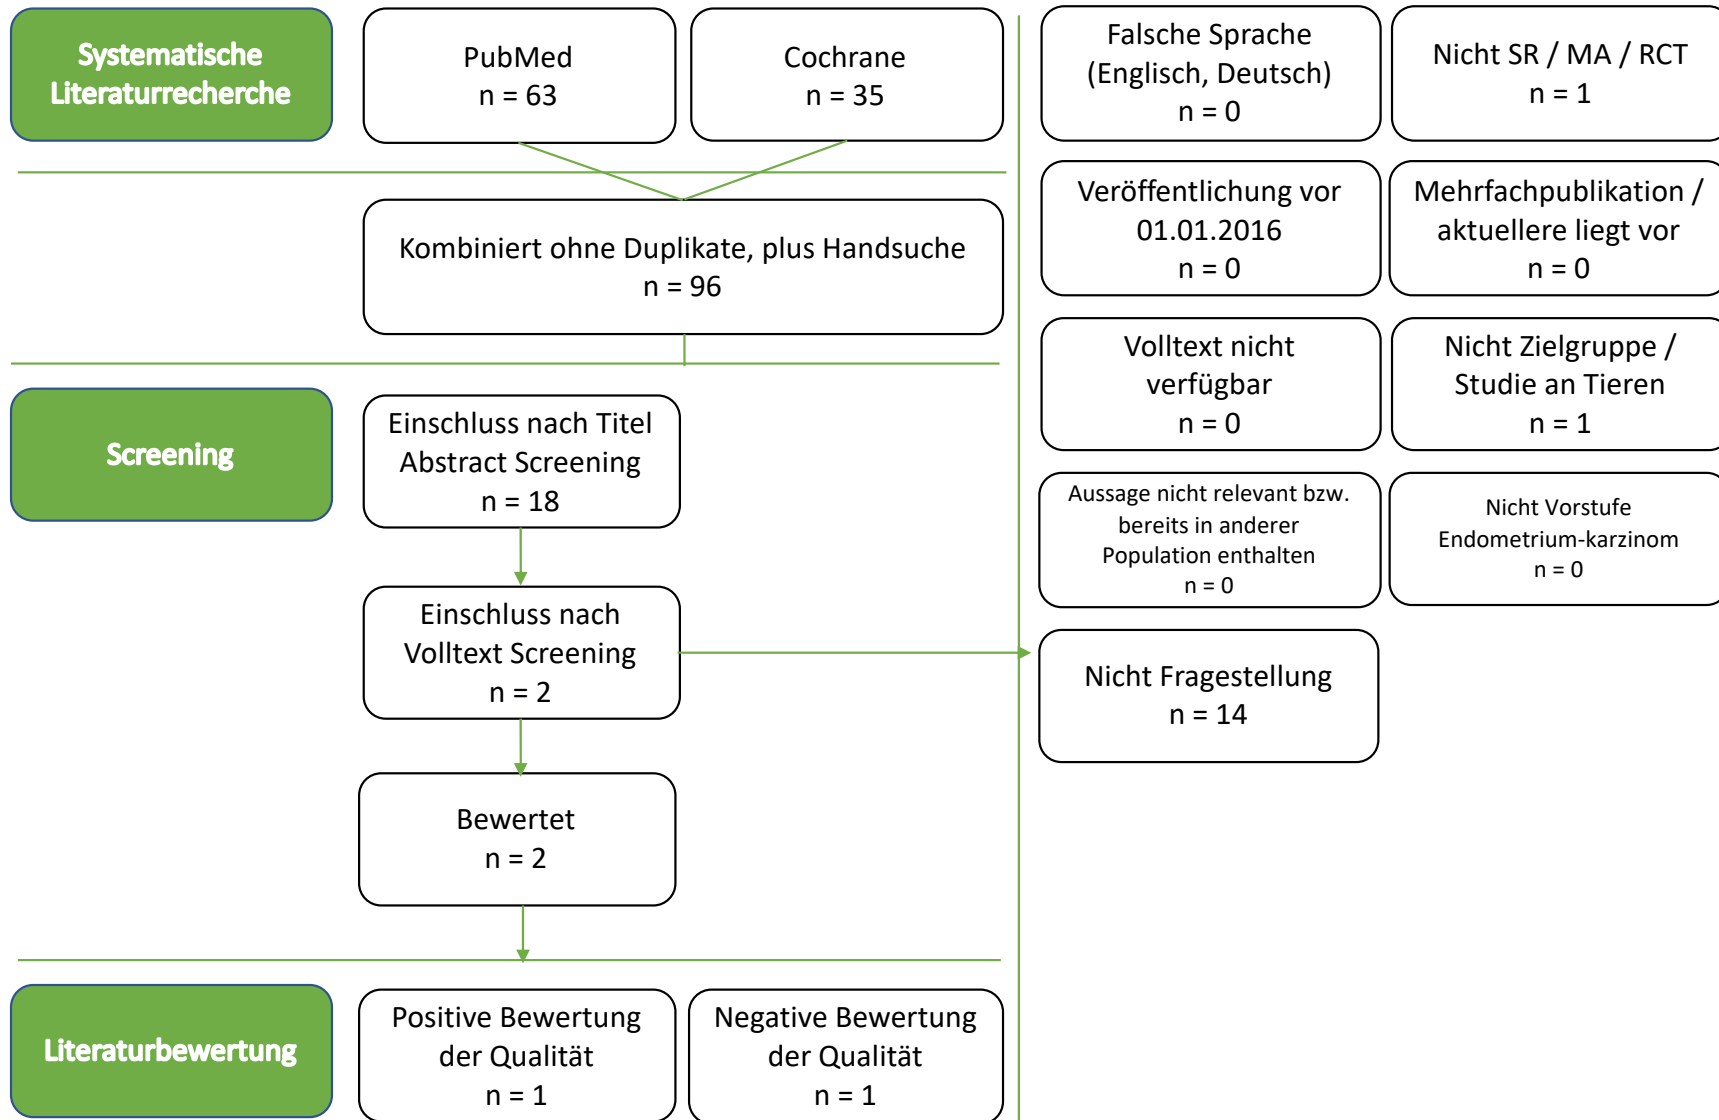 Systematische
Literaturrecherche
PubMed
n = 63
Cochrane
n = 35
Kombiniert ohne Duplikate, plus Handsuche
n = 96
Screening
Einschluss nach Titel
Abstract Screening
n = 18
Einschluss nach
Volltext Screening
n = 2
Bewertet
n = 2
Literaturbewertung
Positive Bewertung
der Qualität
n = 1
Negative Bewertung
der Qualität
n = 1
Falsche Sprache
(Englisch, Deutsch)
n = 0
Nicht SR / MA / RCT
n = 1
Veröffentlichung vor
01.01.2016
n = 0
Mehrfachpublikation /
aktuellere liegt vor
n = 0
Volltext nicht
verfügbar
n = 0
Nicht Zielgruppe /
Studie an Tieren
n = 1
Aussage nicht relevant bzw.
bereits in anderer
Population enthalten
n = 0
Nicht Vorstufe
Endometrium-karzinom
n = 0
Nicht Fragestellung
n = 14